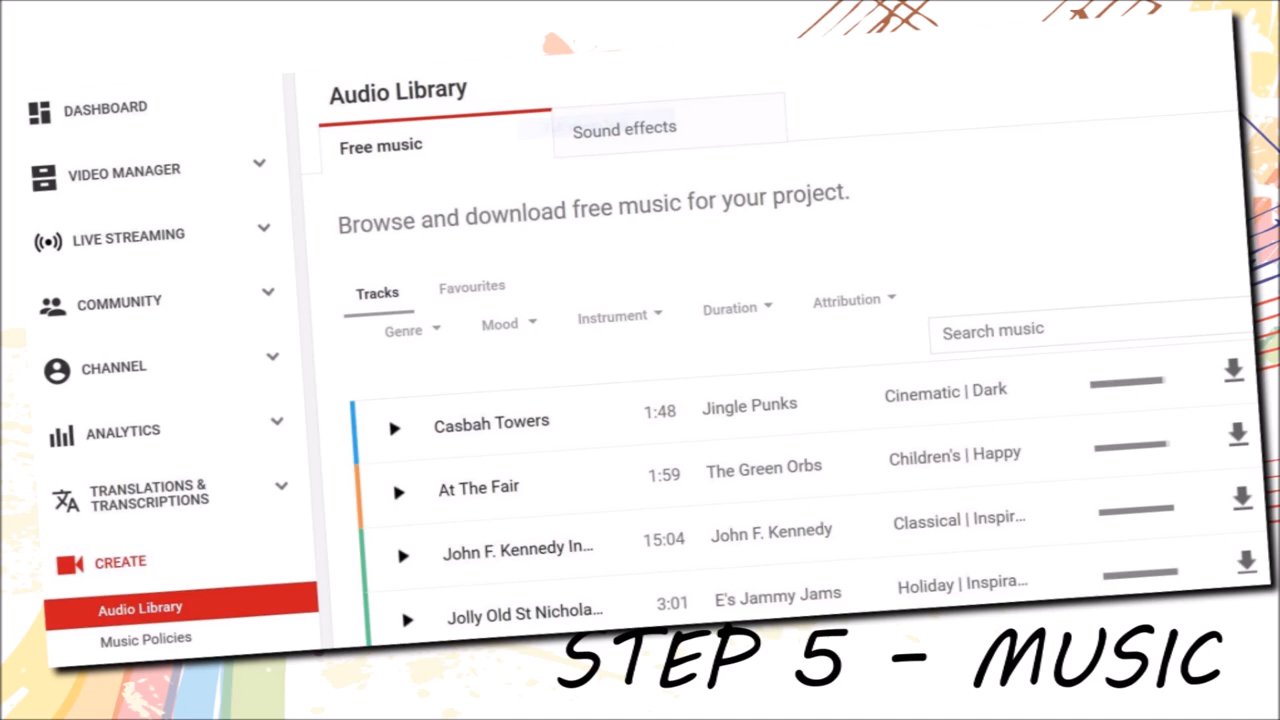 DASHBOARD
VIDEO MANAGER
LIVE STREAMING
COMMUNITY
CHANNEL
ANALYTICS
TRANSLATIONS &
TRANSCRIPTIONS
CREATE
Audio Library
Music Policies
Audio Library
Free music
Sound effects
Browse and download free music for your project.
Tracks Favourites
Genre Mood Instrument Duration Attribution
Search music
Casbah Towers 1:48 Jingle Punks Cinematic | Dark
At The Fair 1:59 The Green Orbs Children's | Happy
John F. Kennedy In... 15:04 John F. Kennedy Classical | Inspir...
Jolly Old St Nichola... 3:01 E's Jammy Jams Holiday | Inspira...
STEP 5 - MUSIC